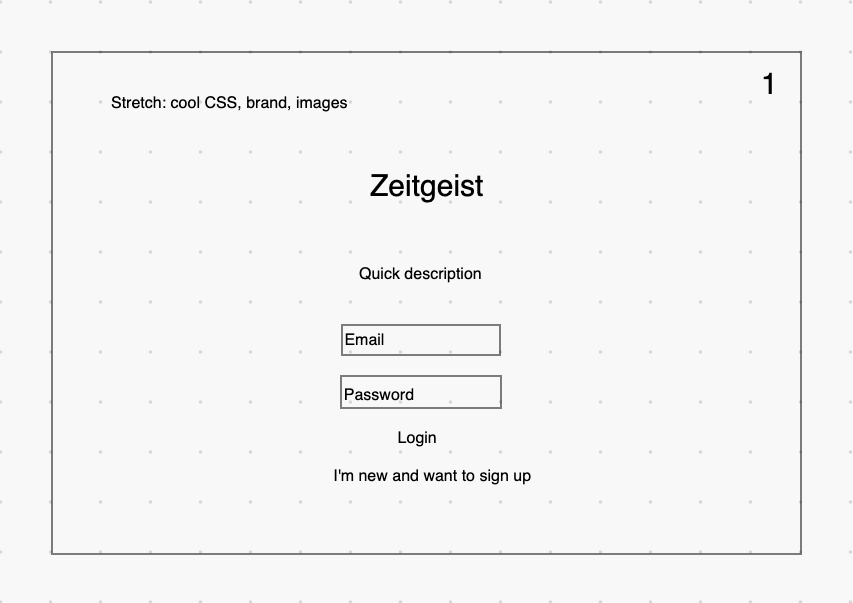 1
Stretch: cool CSS, brand, images
Zeitgeist
Quick description
Email
Password
Login
I'm new and want to sign up